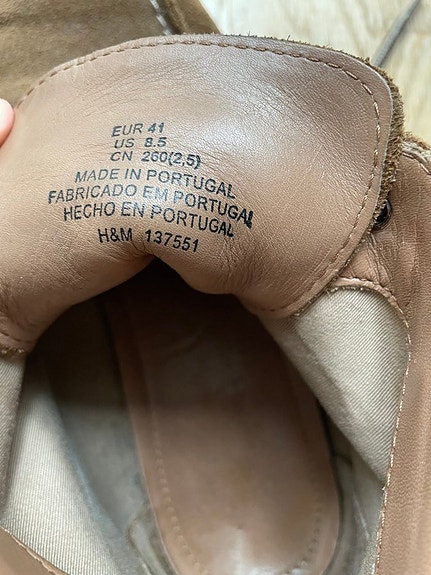 EUR 41
US 8.5
CN 260(2,5)
MADE IN PORTUGAL
FABRICADO EM PORTUGAL
HECHO EN PORTUGAL
H&M 137551